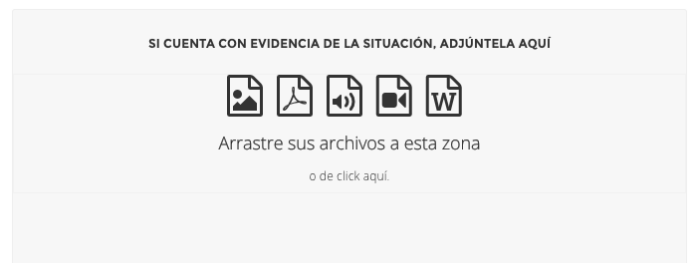 SI CUENTA CON EVIDENCIA DE LA SITUACIÓN, ADJÚNTELA AQUÍ
W
Arrastre sus archivos a esta zona
o de click aquí.